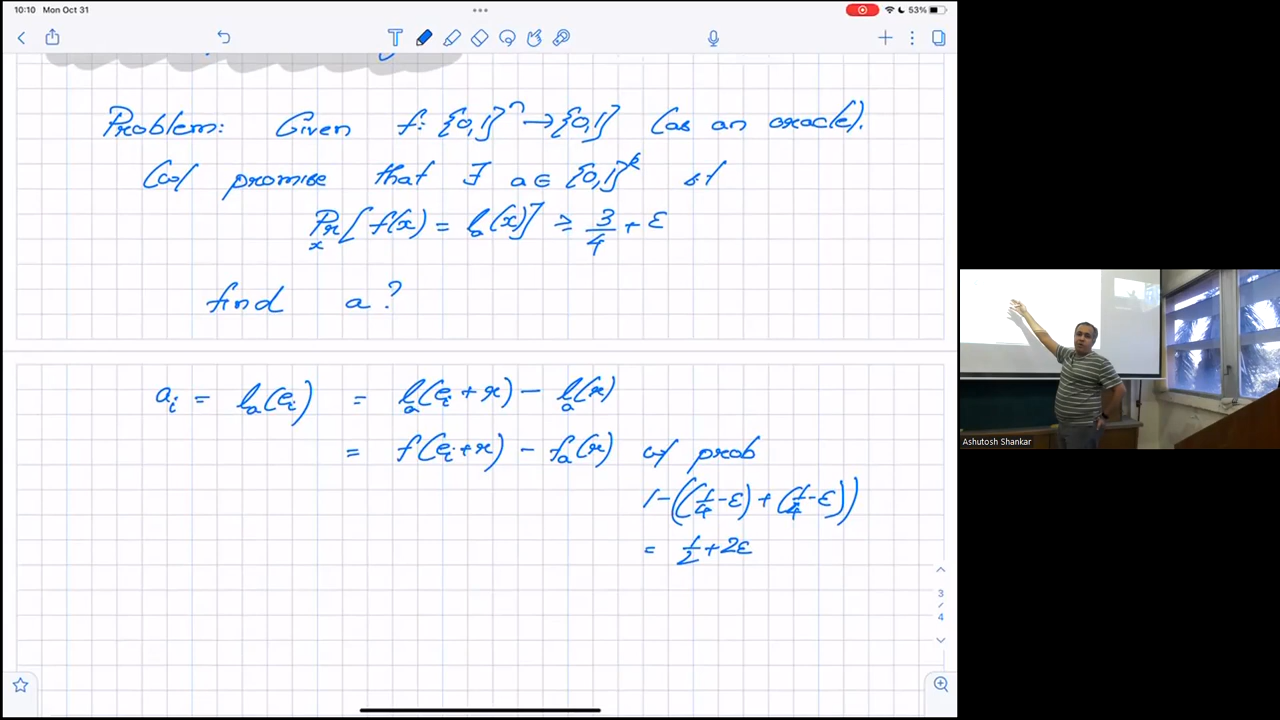 10:10 Mon Oct 31
53%
Problem: Given f: {0,1}ⁿ → {0,1} (as an oracle).
(w/ promise that ∃ a ∈ {0,1}ᵏ s.t
Pr_x [f(x) = l_a(x)] ≥ 3/4 + ε
find a?
a_i = l_a(e_i) = l_a(e_i + x) − l_a(x)
= f(e_i + x) − f_a(x) w/ prob
1 − ((1/4 − ε) + (1/4 − ε))
= 1/2 + 2ε
3
/
4
Ashutosh Shankar